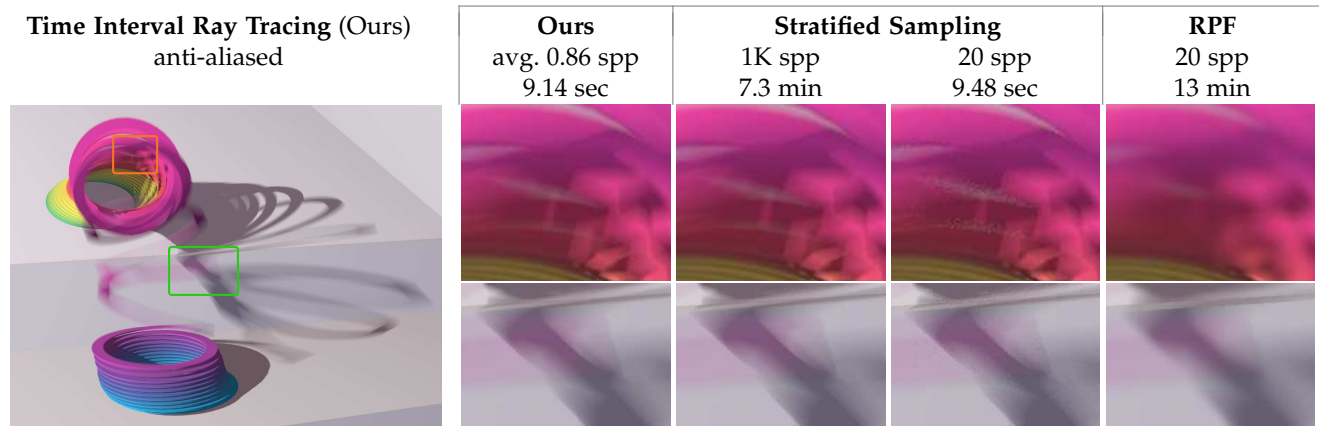 Time Interval Ray Tracing (Ours)
anti-aliased
Ours
avg. 0.86 spp
9.14 sec
Stratified Sampling
1K spp
7.3 min
20 spp
9.48 sec
RPF
20 spp
13 min